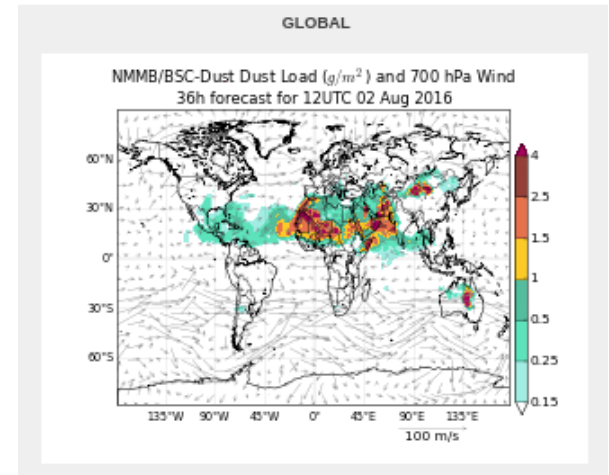 GLOBAL
NMMB/BSC-Dust Dust Load (g/m²) and 700 hPa Wind
36h forecast for 12UTC 02 Aug 2016
60°N
30°N
0°
30°S
60°S
135°W 90°W 45°W 0° 45°E 90°E 135°E
100 m/s
4
2.5
1.5
1
0.5
0.25
0.15